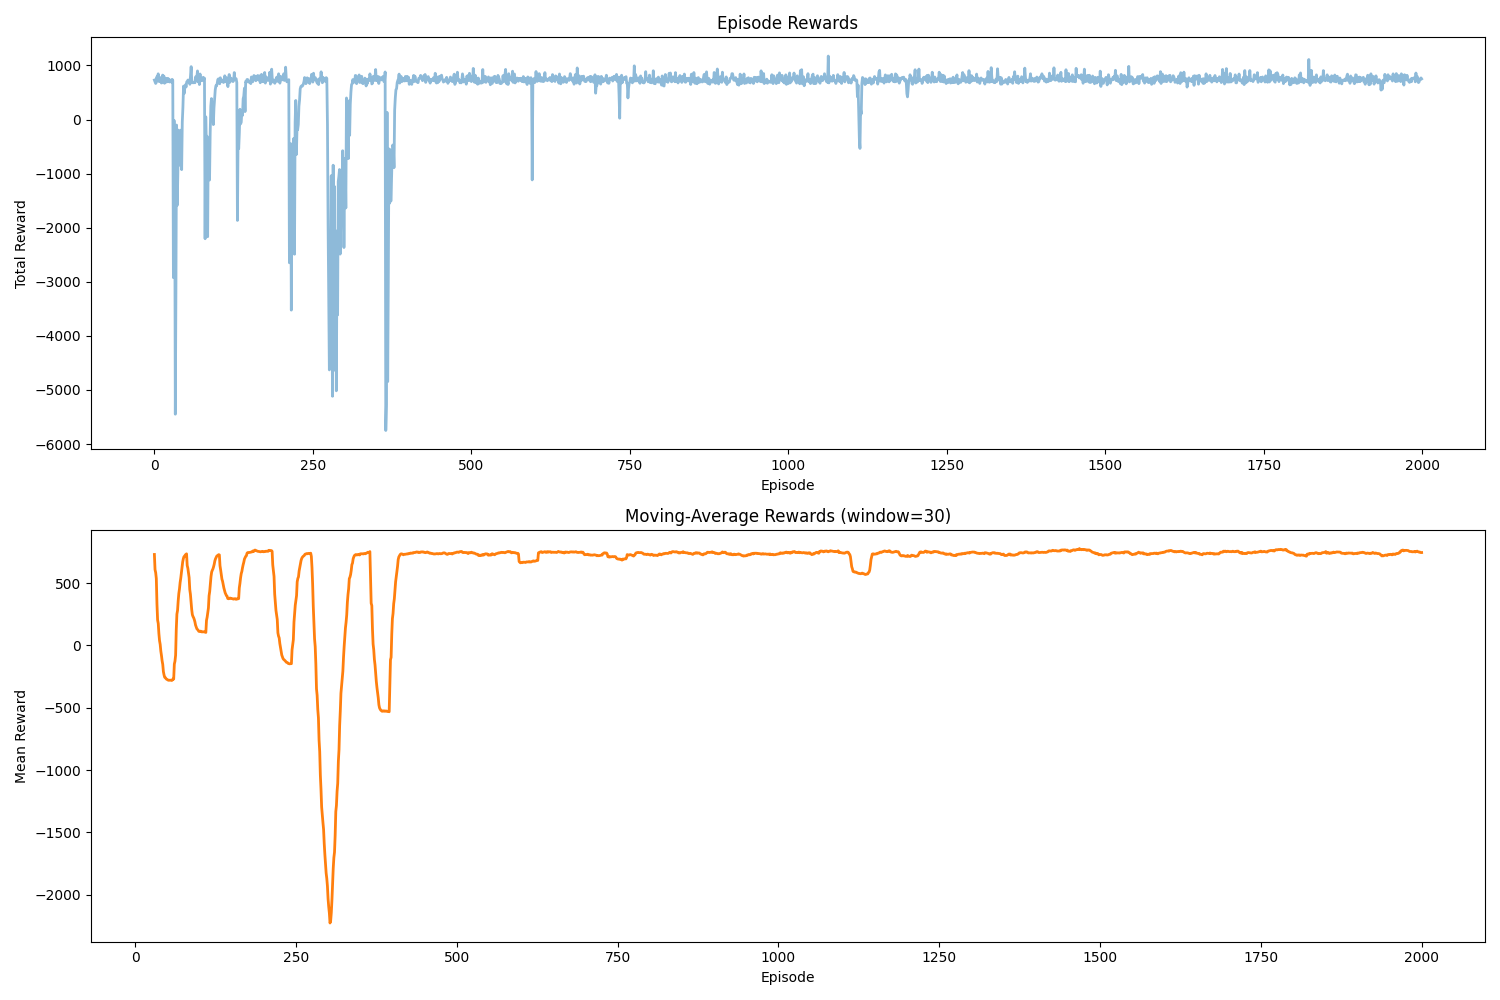 Episode Rewards
1000
0
−1000
−2000
−3000
−4000
−5000
−6000
Total Reward
0 250 500 750 1000 1250 1500 1750 2000
Episode
Moving-Average Rewards (window=30)
500
0
−500
−1000
−1500
−2000
Mean Reward
0 250 500 750 1000 1250 1500 1750 2000
Episode